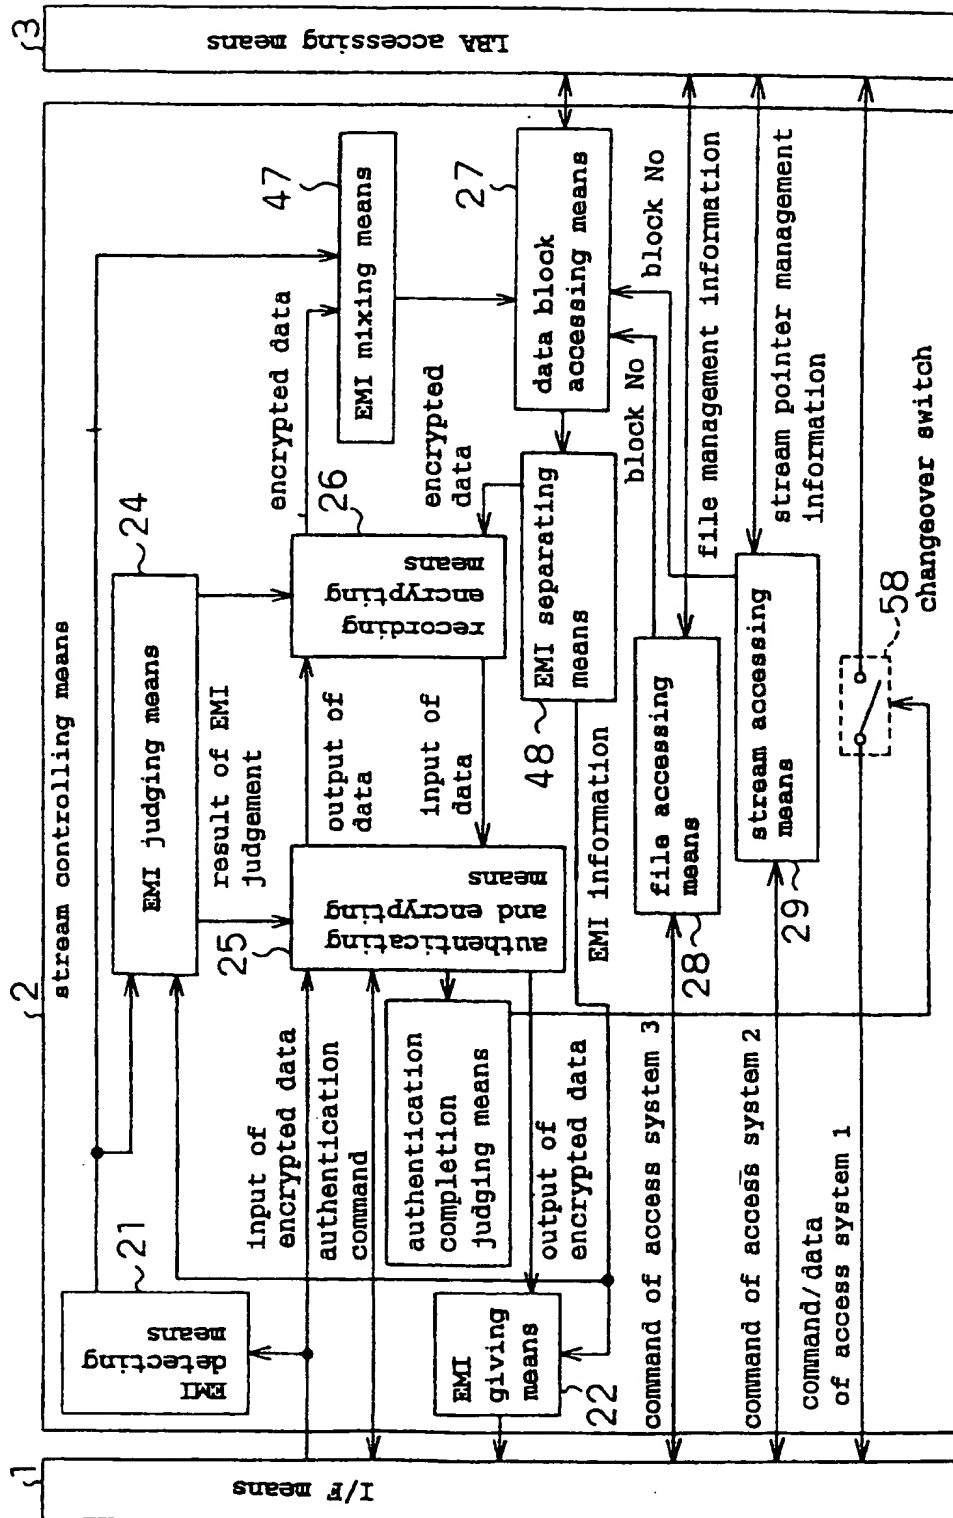 1
I/F means
2
stream controlling means
3
LBA accessing means
EMI
detecting
means
21
EMI judging means
24
result of EMI
judgement
input of
encrypted data
authentication
command
25
authenticating
and encrypting
means
output of
data
input of
data
recording
encrypting
means
26
encrypted data
EMI mixing means
47
encrypted
data
data block
accessing means
27
EMI separating
means
48
authentication
completion
judging means
output of
encrypted data
EMI information
EMI
giving
means
22
block No
block No
command of access system 3
file accessing
means
28
file management information
command of access system 2
stream accessing
means
29
stream pointer management
information
command/data
of access system 1
58
changeover switch